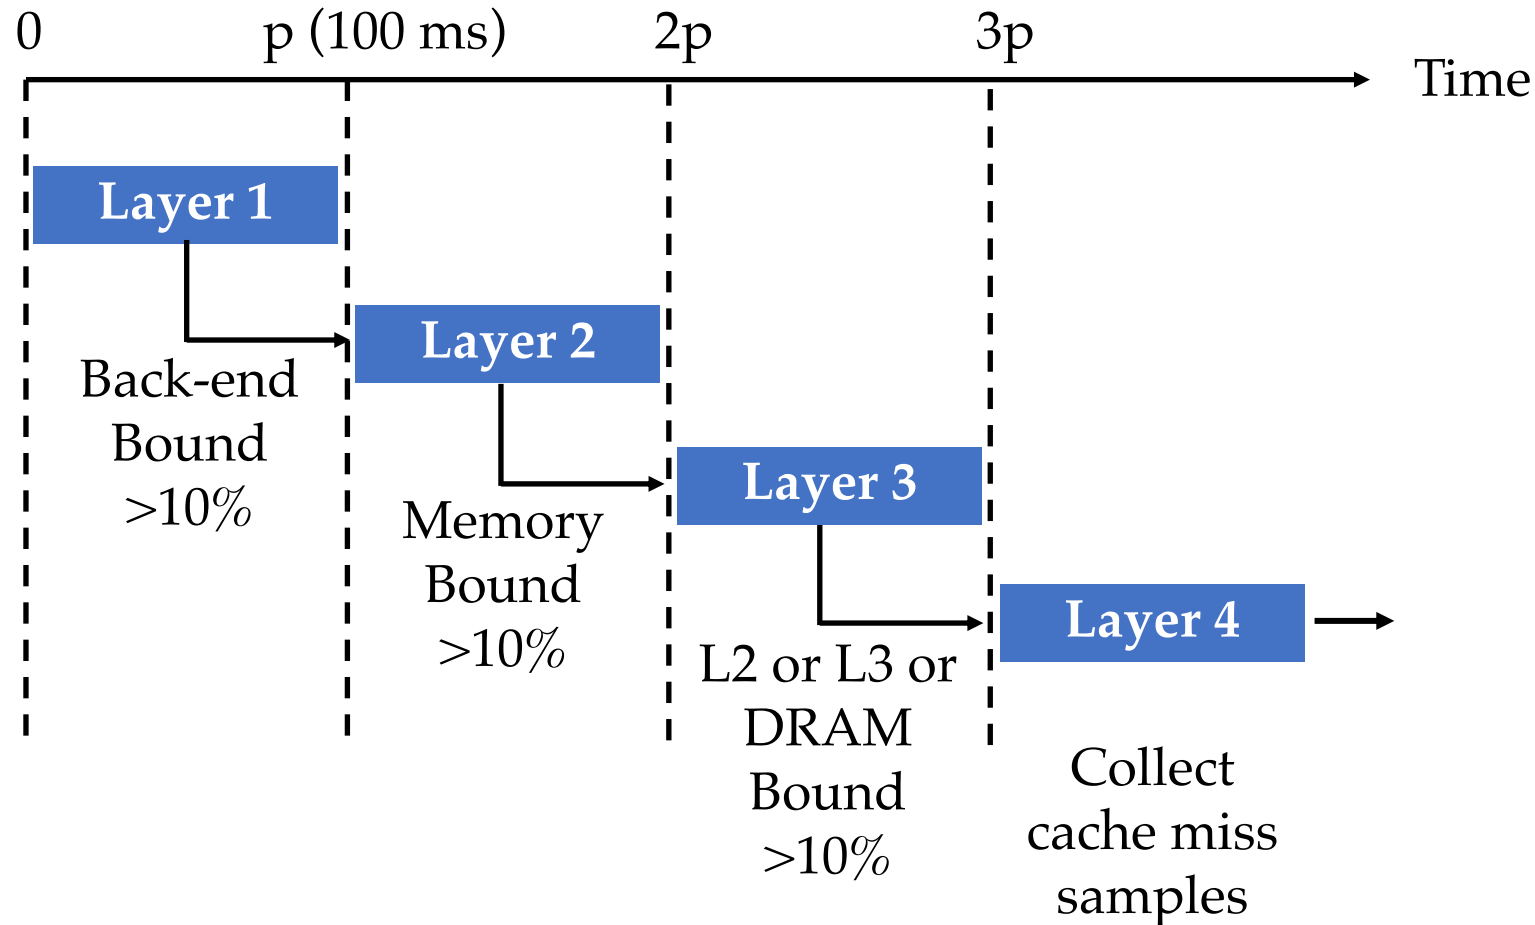 0
p (100 ms)
2p
3p
Time
Layer 1
Back-end
Bound
>10%
Layer 2
Memory
Bound
>10%
Layer 3
L2 or L3 or
DRAM
Bound
>10%
Layer 4
Collect
cache miss
samples